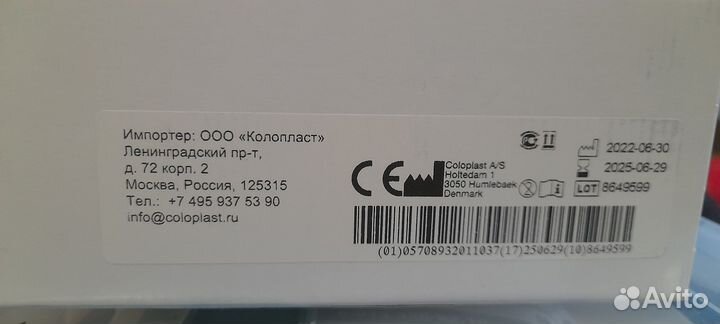 Импортер: ООО «Колопласт»
Ленинградский пр-т,
д. 72 корп. 2
Москва, Россия, 125315
Тел.: +7 495 937 53 90
info@coloplast.ru
CE
Coloplast A/S
Holtedam 1
3050 Humlebaek
Denmark
2022-06-30
2025-06-29
LOT 8649599
(01)05708932011037(17)250629(10)8649599
Avito